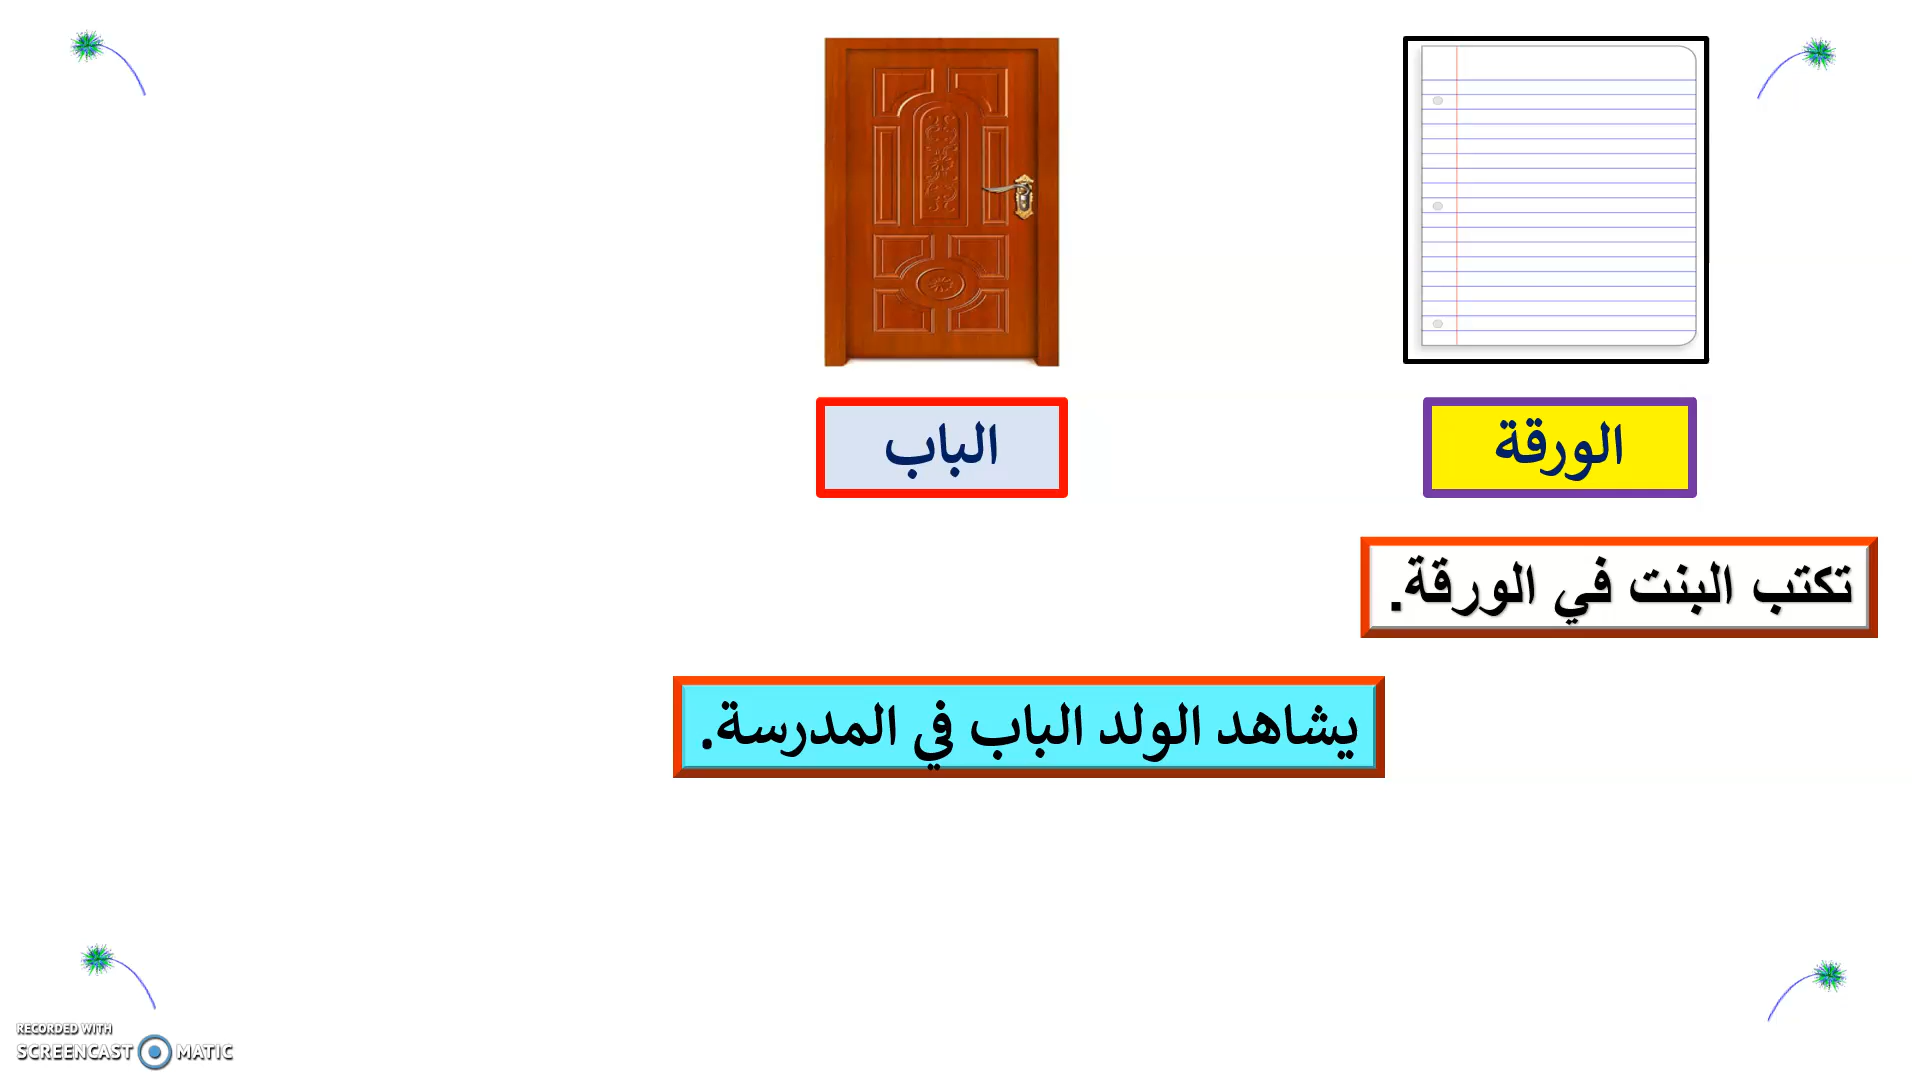 الورقة
الباب
تكتب البنت في الورقة.
يشاهد الولد الباب في المدرسة.
RECORDED WITH
SCREENCAST MATIC